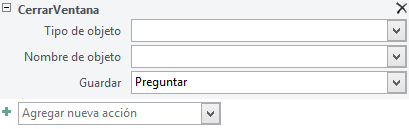 CerrarVentana
Tipo de objeto
Nombre de objeto
Guardar Preguntar
Agregar nueva acción